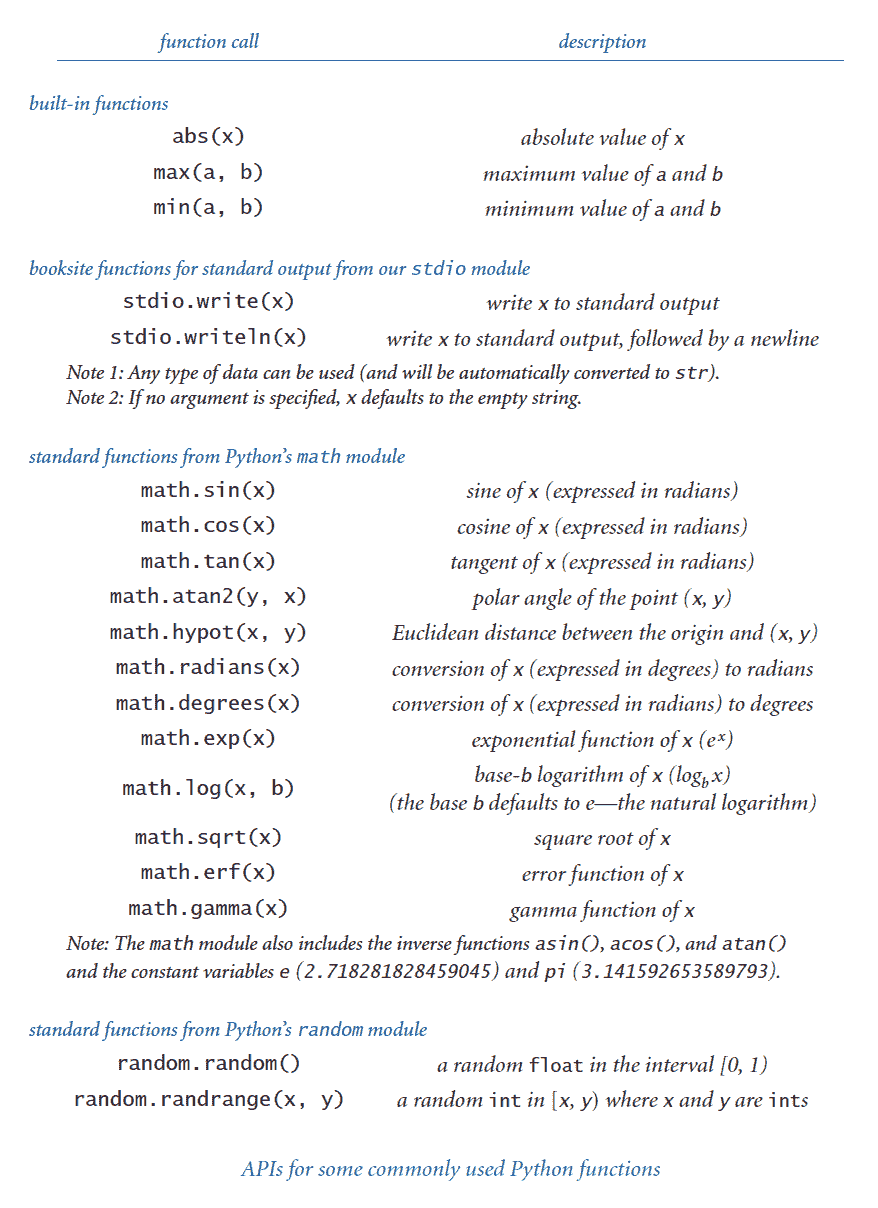 function call description
built-in functions
abs(x) absolute value of x
max(a, b) maximum value of a and b
min(a, b) minimum value of a and b
booksite functions for standard output from our stdio module
stdio.write(x) write x to standard output
stdio.writeln(x) write x to standard output, followed by a newline
Note 1: Any type of data can be used (and will be automatically converted to str).
Note 2: If no argument is specified, x defaults to the empty string.
standard functions from Python’s math module
math.sin(x) sine of x (expressed in radians)
math.cos(x) cosine of x (expressed in radians)
math.tan(x) tangent of x (expressed in radians)
math.atan2(y, x) polar angle of the point (x, y)
math.hypot(x, y) Euclidean distance between the origin and (x, y)
math.radians(x) conversion of x (expressed in degrees) to radians
math.degrees(x) conversion of x (expressed in radians) to degrees
math.exp(x) exponential function of x (eˣ)
math.log(x, b) base-b logarithm of x (log_b x)
(the base b defaults to e—the natural logarithm)
math.sqrt(x) square root of x
math.erf(x) error function of x
math.gamma(x) gamma function of x
Note: The math module also includes the inverse functions asin(), acos(), and atan()
and the constant variables e (2.718281828459045) and pi (3.141592653589793).
standard functions from Python’s random module
random.random() a random float in the interval [0, 1)
random.randrange(x, y) a random int in [x, y) where x and y are ints
APIs for some commonly used Python functions